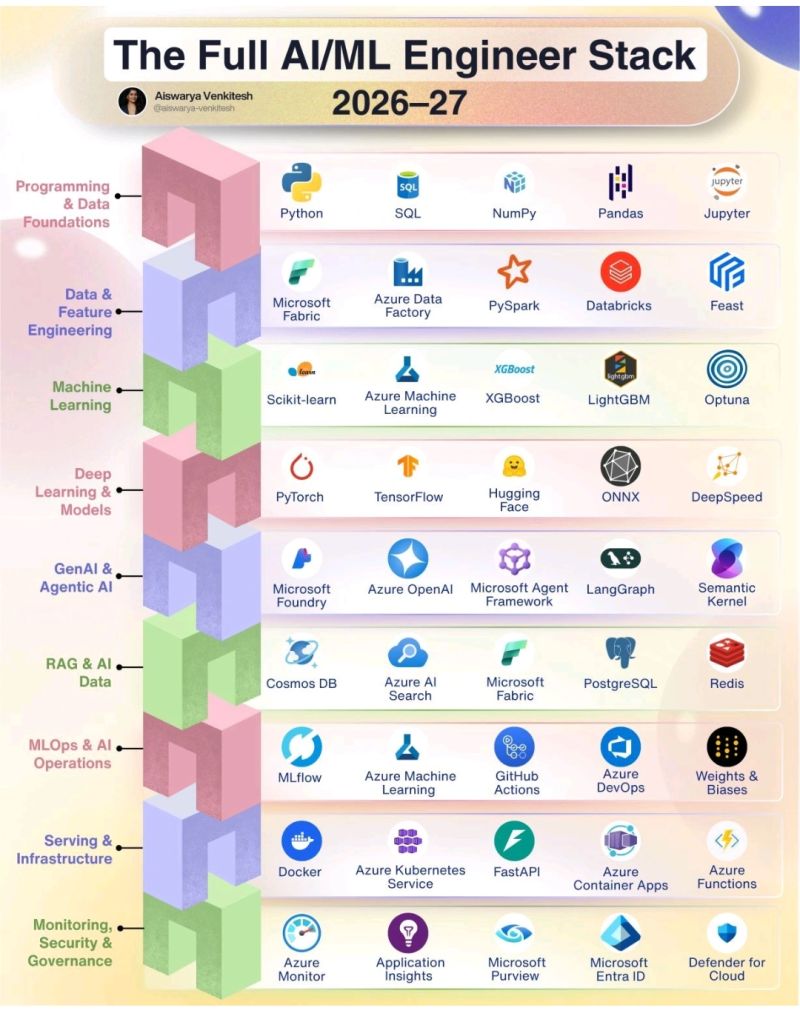 The Full AI/ML Engineer Stack
Aiswarya Venkitesh
@aiswarya-venkitesh
2026–27
Programming
& Data
Foundations
Python
SQL
SQL
NumPy
Pandas
jupyter
Jupyter
Data &
Feature
Engineering
Microsoft
Fabric
Azure Data
Factory
PySpark
Databricks
Feast
Machine
Learning
learn
Scikit-learn
Azure Machine
Learning
XGBoost
XGBoost
lightgbm
LightGBM
Optuna
Deep
Learning &
Models
PyTorch
TensorFlow
Hugging
Face
ONNX
DeepSpeed
GenAI &
Agentic AI
Microsoft
Foundry
Azure OpenAI
Microsoft Agent
Framework
LangGraph
Semantic
Kernel
RAG & AI
Data
Cosmos DB
Azure AI
Search
Microsoft
Fabric
PostgreSQL
Redis
MLOps & AI
Operations
MLflow
Azure Machine
Learning
GitHub
Actions
Azure
DevOps
Weights &
Biases
Serving &
Infrastructure
Docker
Azure Kubernetes
Service
FastAPI
Azure
Container Apps
Azure
Functions
Monitoring,
Security &
Governance
Azure
Monitor
Application
Insights
Microsoft
Purview
Microsoft
Entra ID
Defender for
Cloud